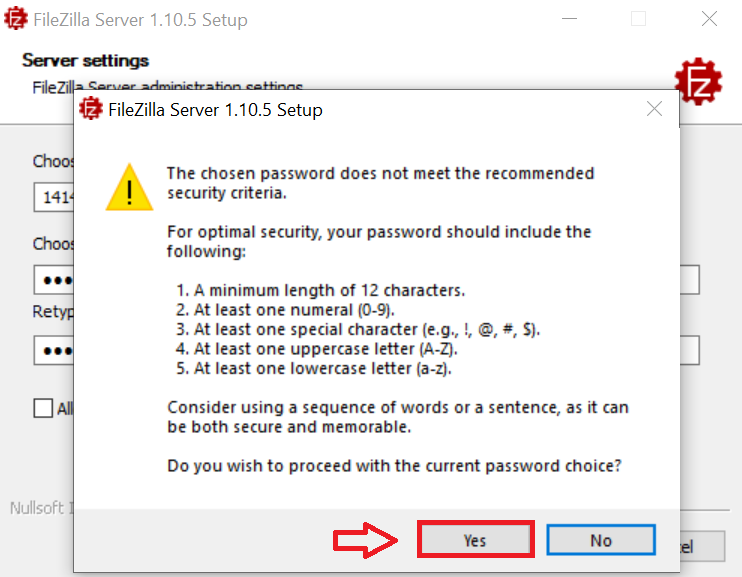 FileZilla Server 1.10.5 Setup
Server settings
FileZilla Server administration settings
FileZilla Server 1.10.5 Setup
The chosen password does not meet the recommended
security criteria.
For optimal security, your password should include the
following:
1. A minimum length of 12 characters.
2. At least one numeral (0-9).
3. At least one special character (e.g., !, @, #, $).
4. At least one uppercase letter (A-Z).
5. At least one lowercase letter (a-z).
Consider using a sequence of words or a sentence, as it can
be both secure and memorable.
Do you wish to proceed with the current password choice?
Yes
No
Choos
1414
Choos
Retyp
All
Nullsoft I
el